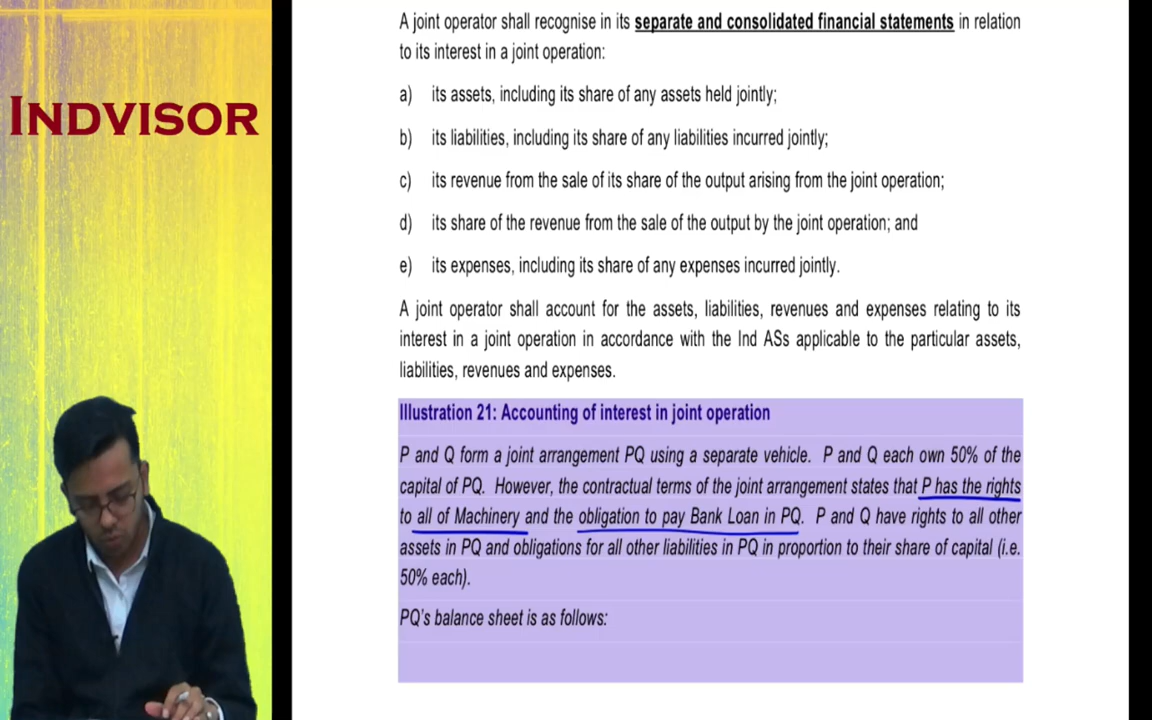 INDVISOR
A joint operator shall recognise in its separate and consolidated financial statements in relation
to its interest in a joint operation:
a) its assets, including its share of any assets held jointly;
b) its liabilities, including its share of any liabilities incurred jointly;
c) its revenue from the sale of its share of the output arising from the joint operation;
d) its share of the revenue from the sale of the output by the joint operation; and
e) its expenses, including its share of any expenses incurred jointly.
A joint operator shall account for the assets, liabilities, revenues and expenses relating to its
interest in a joint operation in accordance with the Ind ASs applicable to the particular assets,
liabilities, revenues and expenses.
Illustration 21: Accounting of interest in joint operation
P and Q form a joint arrangement PQ using a separate vehicle. P and Q each own 50% of the
capital of PQ. However, the contractual terms of the joint arrangement states that P has the rights
to all of Machinery and the obligation to pay Bank Loan in PQ. P and Q have rights to all other
assets in PQ and obligations for all other liabilities in PQ in proportion to their share of capital (i.e.
50% each).
PQ's balance sheet is as follows: